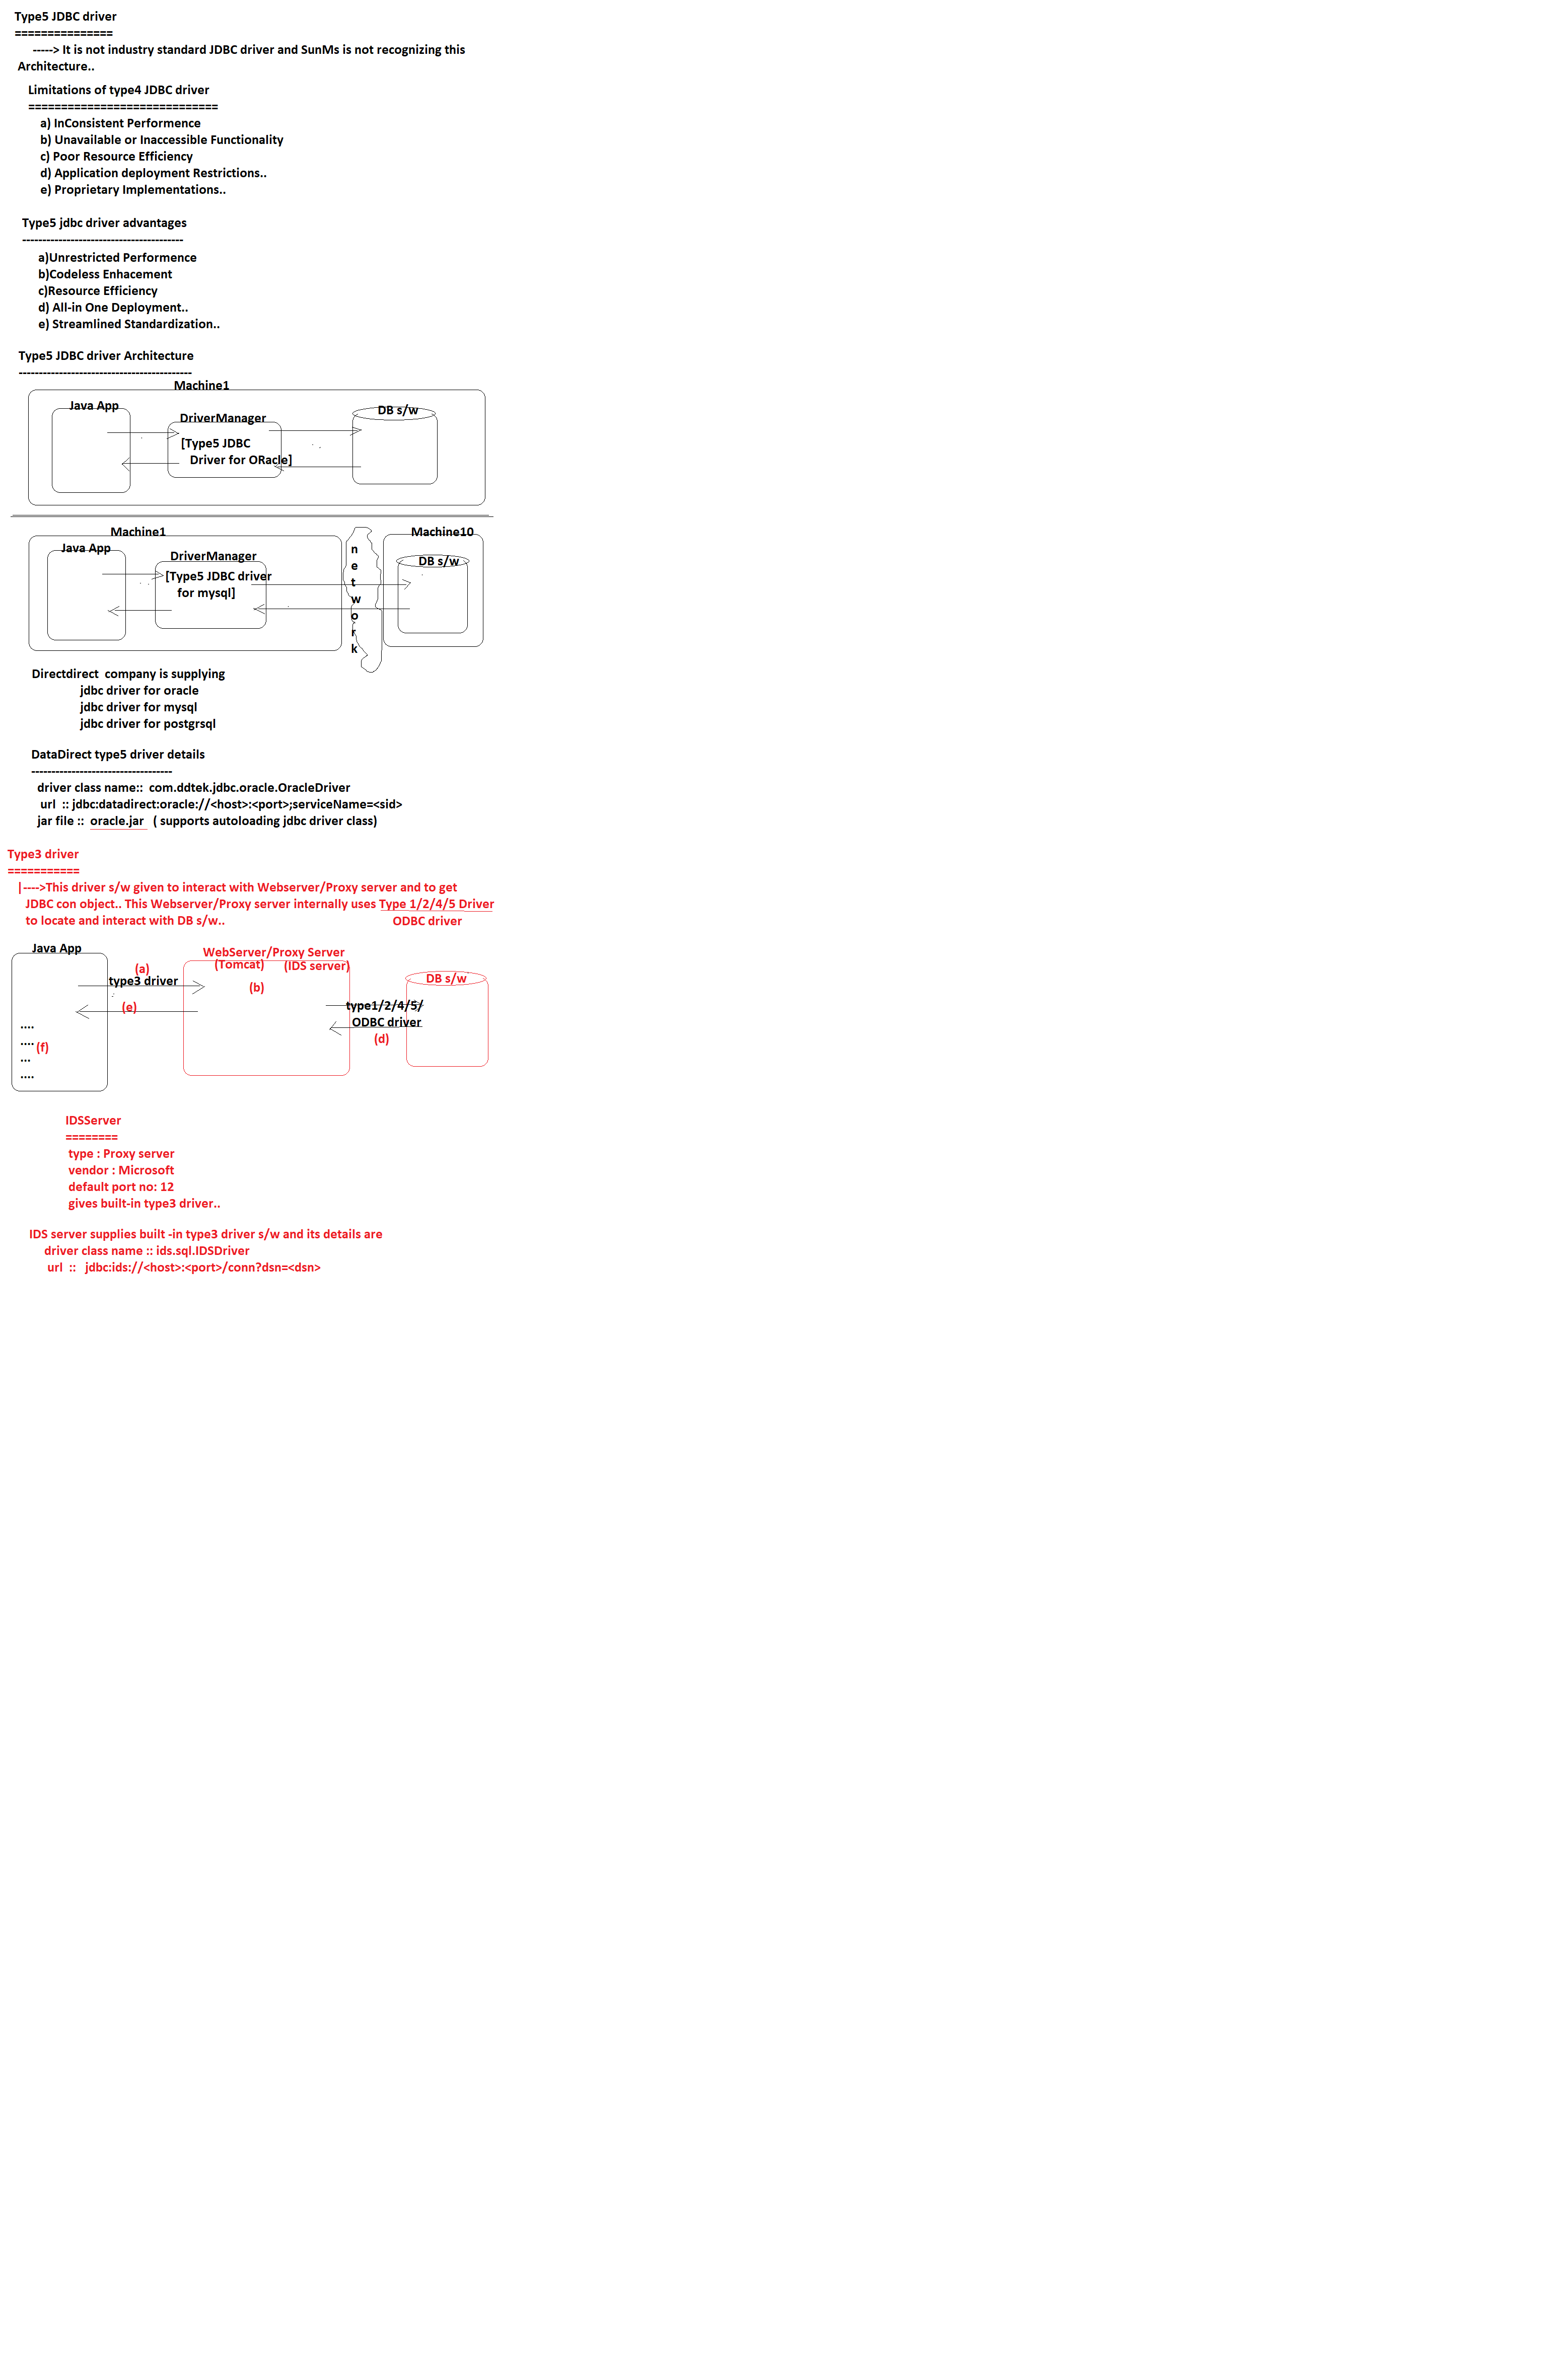 Type5 JDBC driver
===============
-----> It is not industry standard JDBC driver and SunMs is not recognizing this
Architecture..
Limitations of type4 JDBC driver
=============================
a) InConsistent Performence
b) Unavailable or Inaccessible Functionality
c) Poor Resource Efficiency
d) Application deployment Restrictions..
e) Proprietary Implementations..
Type5 jdbc driver advantages
----------------------------------------
a)Unrestricted Performence
b)Codeless Enhacement
c)Resource Efficiency
d) All-in One Deployment..
e) Streamlined Standardization..
Type5 JDBC driver Architecture
-------------------------------------------
Machine1
Java App
DriverManager
DB s/w
[Type5 JDBC
Driver for ORacle]
Machine1
Machine10
Java App
DriverManager
DB s/w
[Type5 JDBC driver
for mysql]
n
e
t
w
o
r
k
Directdirect company is supplying
jdbc driver for oracle
jdbc driver for mysql
jdbc driver for postgrsql
DataDirect type5 driver details
-----------------------------------
driver class name:: com.ddtek.jdbc.oracle.OracleDriver
url :: jdbc:datadirect:oracle://<host>:<port>;serviceName=<sid>
jar file :: oracle.jar ( supports autoloading jdbc driver class)
Type3 driver
===========
|---->This driver s/w given to interact with Webserver/Proxy server and to get
JDBC con object.. This Webserver/Proxy server internally uses Type 1/2/4/5 Driver
to locate and interact with DB s/w.. ODBC driver
Java App
WebServer/Proxy Server
(Tomcat) (IDS server)
(a)
type3 driver
(b)
DB s/w
(e)
type1/2/4/5/
ODBC driver
(d)
....
....
(f)
...
....
IDSServer
========
type : Proxy server
vendor : Microsoft
default port no: 12
gives built-in type3 driver..
IDS server supplies built -in type3 driver s/w and its details are
driver class name :: ids.sql.IDSDriver
url :: jdbc:ids://<host>:<port>/conn?dsn=<dsn>